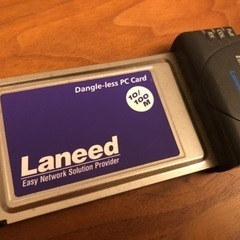 Dangle-less PC Card
10/
100
M
Laneed
Easy Network Solution Provider